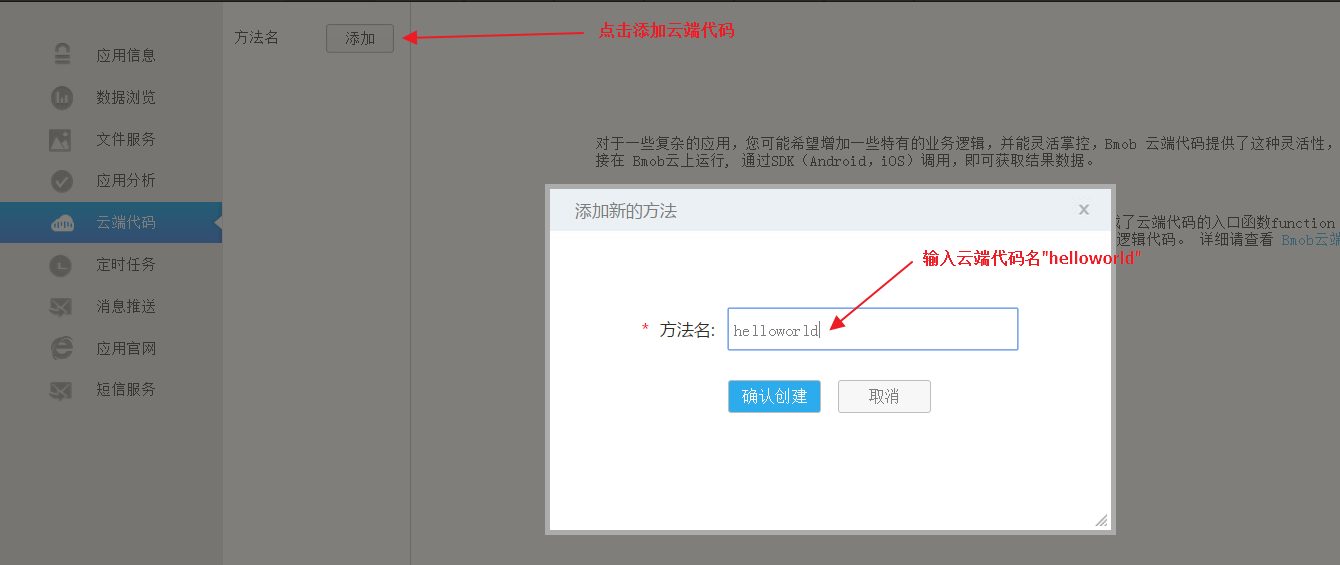 方法名
添加
点击添加云端代码
应用信息
数据浏览
文件服务
应用分析
云端代码
定时任务
消息推送
应用官网
短信服务
对于一些复杂的应用，您可能希望增加一些特有的业务逻辑，并能灵活掌控，Bmob 云端代码提供了这种灵活性，
接在 Bmob云上运行, 通过SDK（Android，iOS）调用，即可获取结果数据。
了云端代码的入口函数function
逻辑代码。 详细请查看 Bmob云端
添加新的方法
x
输入云端代码名"helloworld"
* 方法名:
helloworld
确认创建
取消